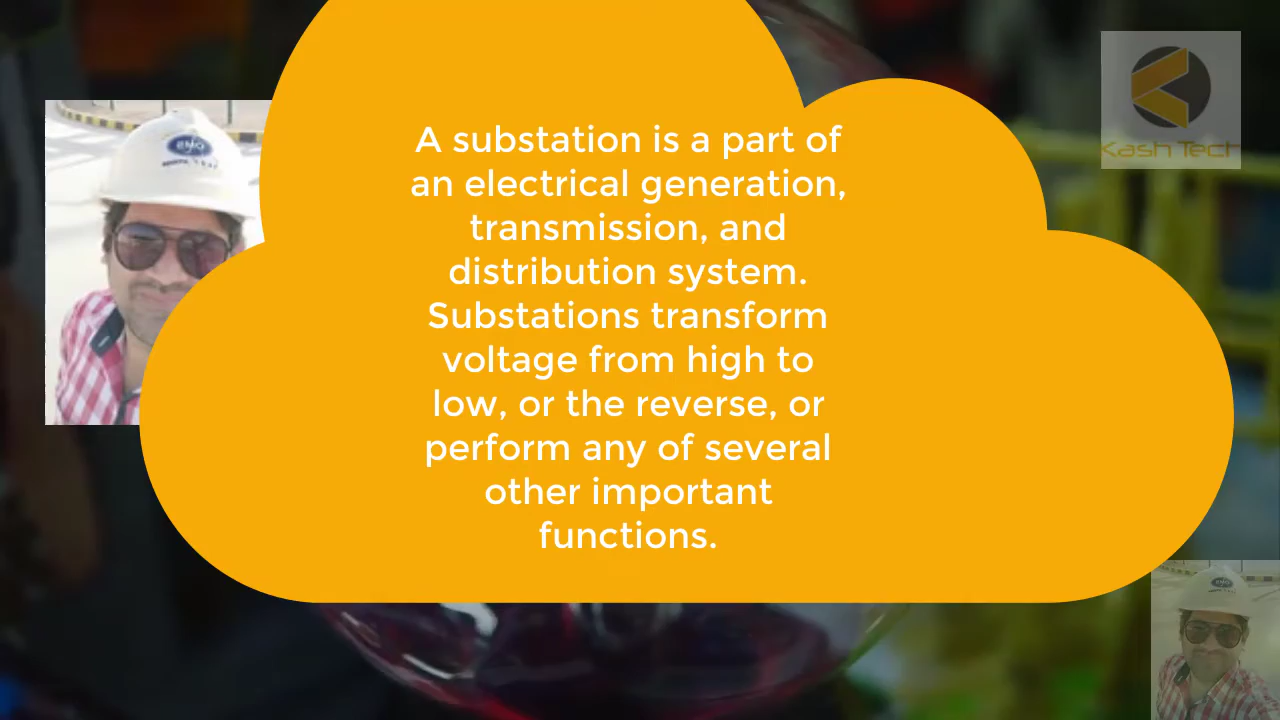 A substation is a part of
an electrical generation,
transmission, and
distribution system.
Substations transform
voltage from high to
low, or the reverse, or
perform any of several
other important
functions.
Kash Tech